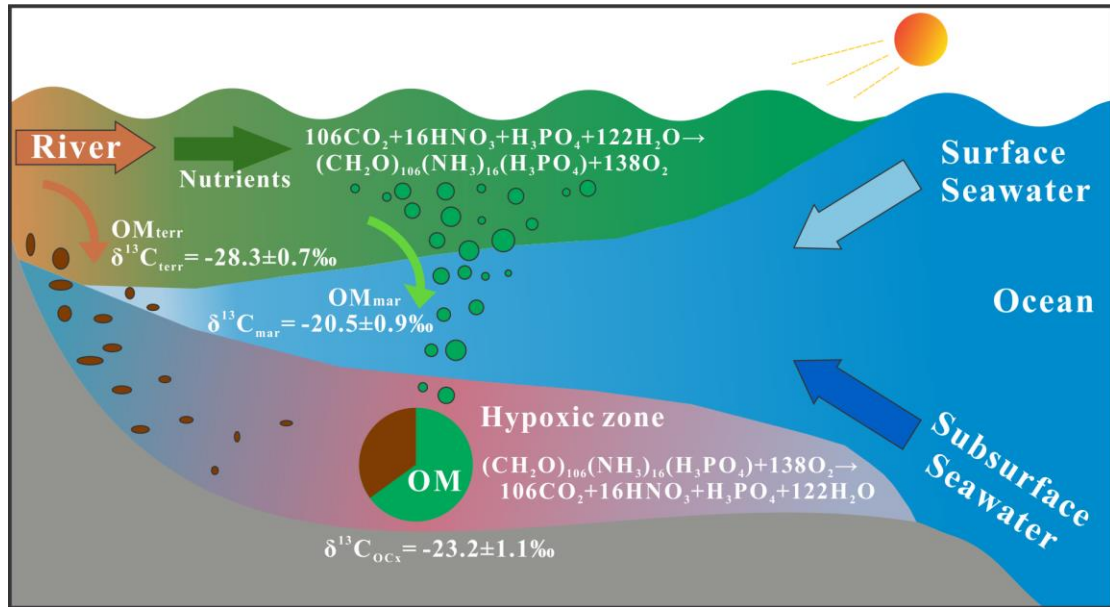 River
Nutrients
106CO₂+16HNO₃+H₃PO₄+122H₂O→
(CH₂O)₁₀₆(NH₃)₁₆(H₃PO₄)+138O₂
Surface
Seawater
OMterr
δ¹³Cterr= -28.3±0.7‰
OMmar
δ¹³Cmar= -20.5±0.9‰
Ocean
Hypoxic zone
OM
(CH₂O)₁₀₆(NH₃)₁₆(H₃PO₄)+138O₂→
106CO₂+16HNO₃+H₃PO₄+122H₂O
Subsurface
Seawater
δ¹³COCx= -23.2±1.1‰